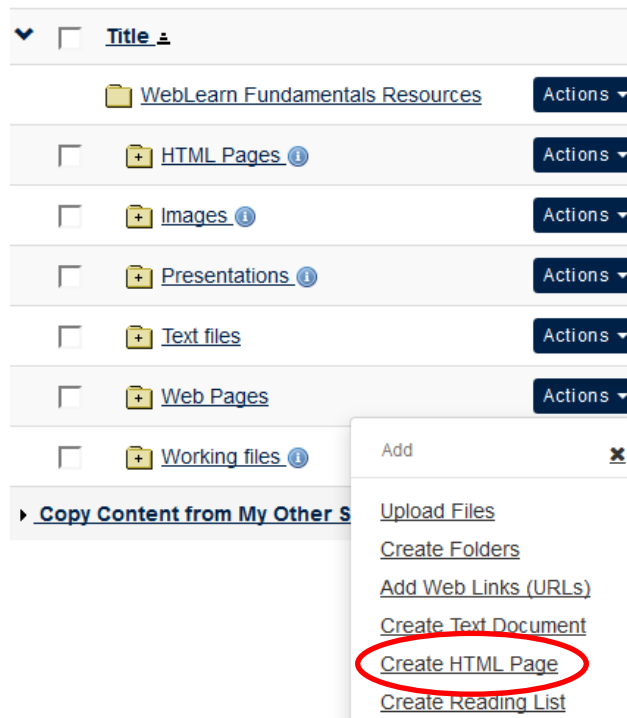 Title
WebLearn Fundamentals Resources Actions
HTML Pages Actions
Images Actions
Presentations Actions
Text files Actions
Web Pages Actions
Working files
Add x
Copy Content from My Other S
Upload Files
Create Folders
Add Web Links (URLs)
Create Text Document
Create HTML Page
Create Reading List